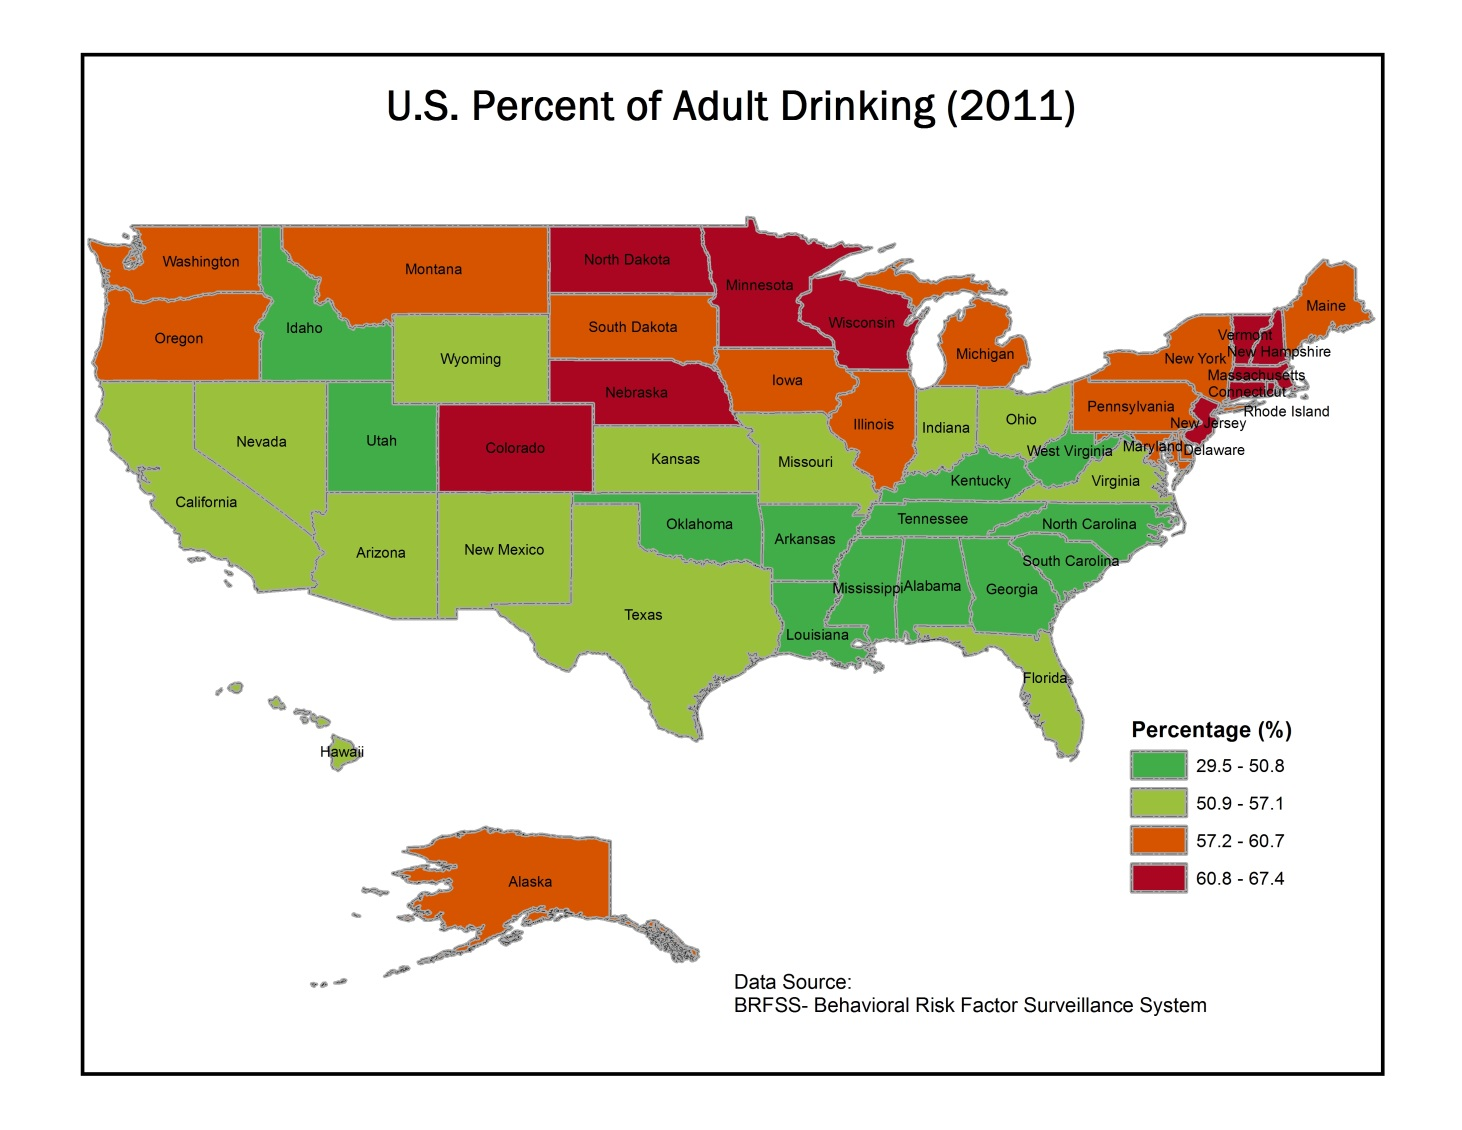 U.S. Percent of Adult Drinking (2011)
Washington
Montana
North Dakota
Minnesota
Maine
Oregon
Idaho
South Dakota
Wisconsin
Vermont
New Hampshire
Wyoming
Michigan
New York
Massachusetts
Iowa
Nebraska
Connecticut
Rhode Island
Pennsylvania
New Jersey
Illinois
Indiana
Ohio
Nevada
Utah
Colorado
Kansas
Missouri
West Virginia
Maryland
Delaware
Kentucky
Virginia
California
Oklahoma
Arkansas
Tennessee
North Carolina
Arizona
New Mexico
South Carolina
Mississippi
Alabama
Georgia
Texas
Louisiana
Florida
Hawaii
Alaska
Percentage (%)
29.5 - 50.8
50.9 - 57.1
57.2 - 60.7
60.8 - 67.4
Data Source:
BRFSS- Behavioral Risk Factor Surveillance System